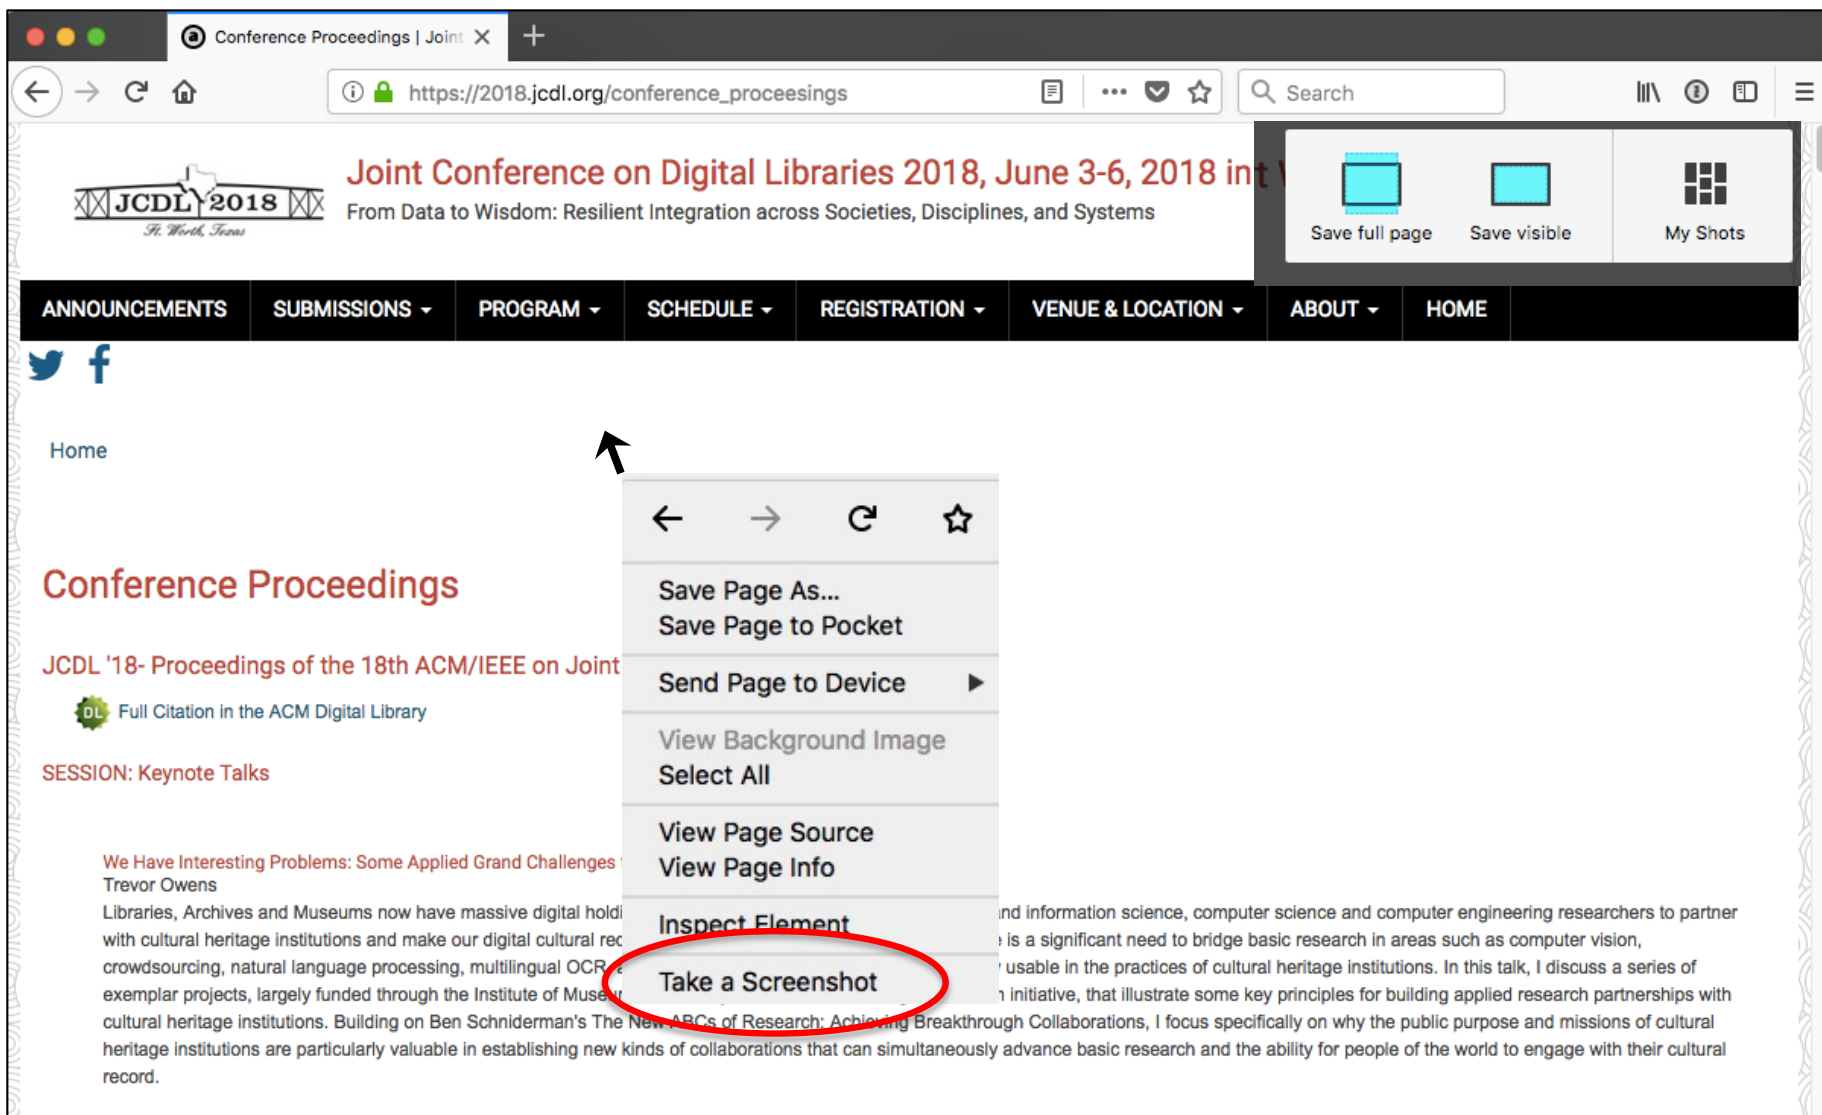 Conference Proceedings | Joint
https://2018.jcdl.org/conference_proceesings
Search
JCDL 2018
Ft. Worth, Texas
Joint Conference on Digital Libraries 2018, June 3-6, 2018 int
From Data to Wisdom: Resilient Integration across Societies, Disciplines, and Systems
Save full page
Save visible
My Shots
ANNOUNCEMENTS SUBMISSIONS PROGRAM SCHEDULE REGISTRATION VENUE & LOCATION ABOUT HOME
Home
Conference Proceedings
JCDL '18- Proceedings of the 18th ACM/IEEE on Joint
DL Full Citation in the ACM Digital Library
SESSION: Keynote Talks
Save Page As...
Save Page to Pocket
Send Page to Device
View Background Image
Select All
View Page Source
View Page Info
Inspect Element
Take a Screenshot
We Have Interesting Problems: Some Applied Grand Challenges
Trevor Owens
Libraries, Archives and Museums now have massive digital holdi nd information science, computer science and computer engineering researchers to partner
with cultural heritage institutions and make our digital cultural rec is a significant need to bridge basic research in areas such as computer vision,
crowdsourcing, natural language processing, multilingual OCR, usable in the practices of cultural heritage institutions. In this talk, I discuss a series of
exemplar projects, largely funded through the Institute of Museu initiative, that illustrate some key principles for building applied research partnerships with
cultural heritage institutions. Building on Ben Schniderman's The New ABCs of Research: Achieving Breakthrough Collaborations, I focus specifically on why the public purpose and missions of cultural
heritage institutions are particularly valuable in establishing new kinds of collaborations that can simultaneously advance basic research and the ability for people of the world to engage with their cultural
record.